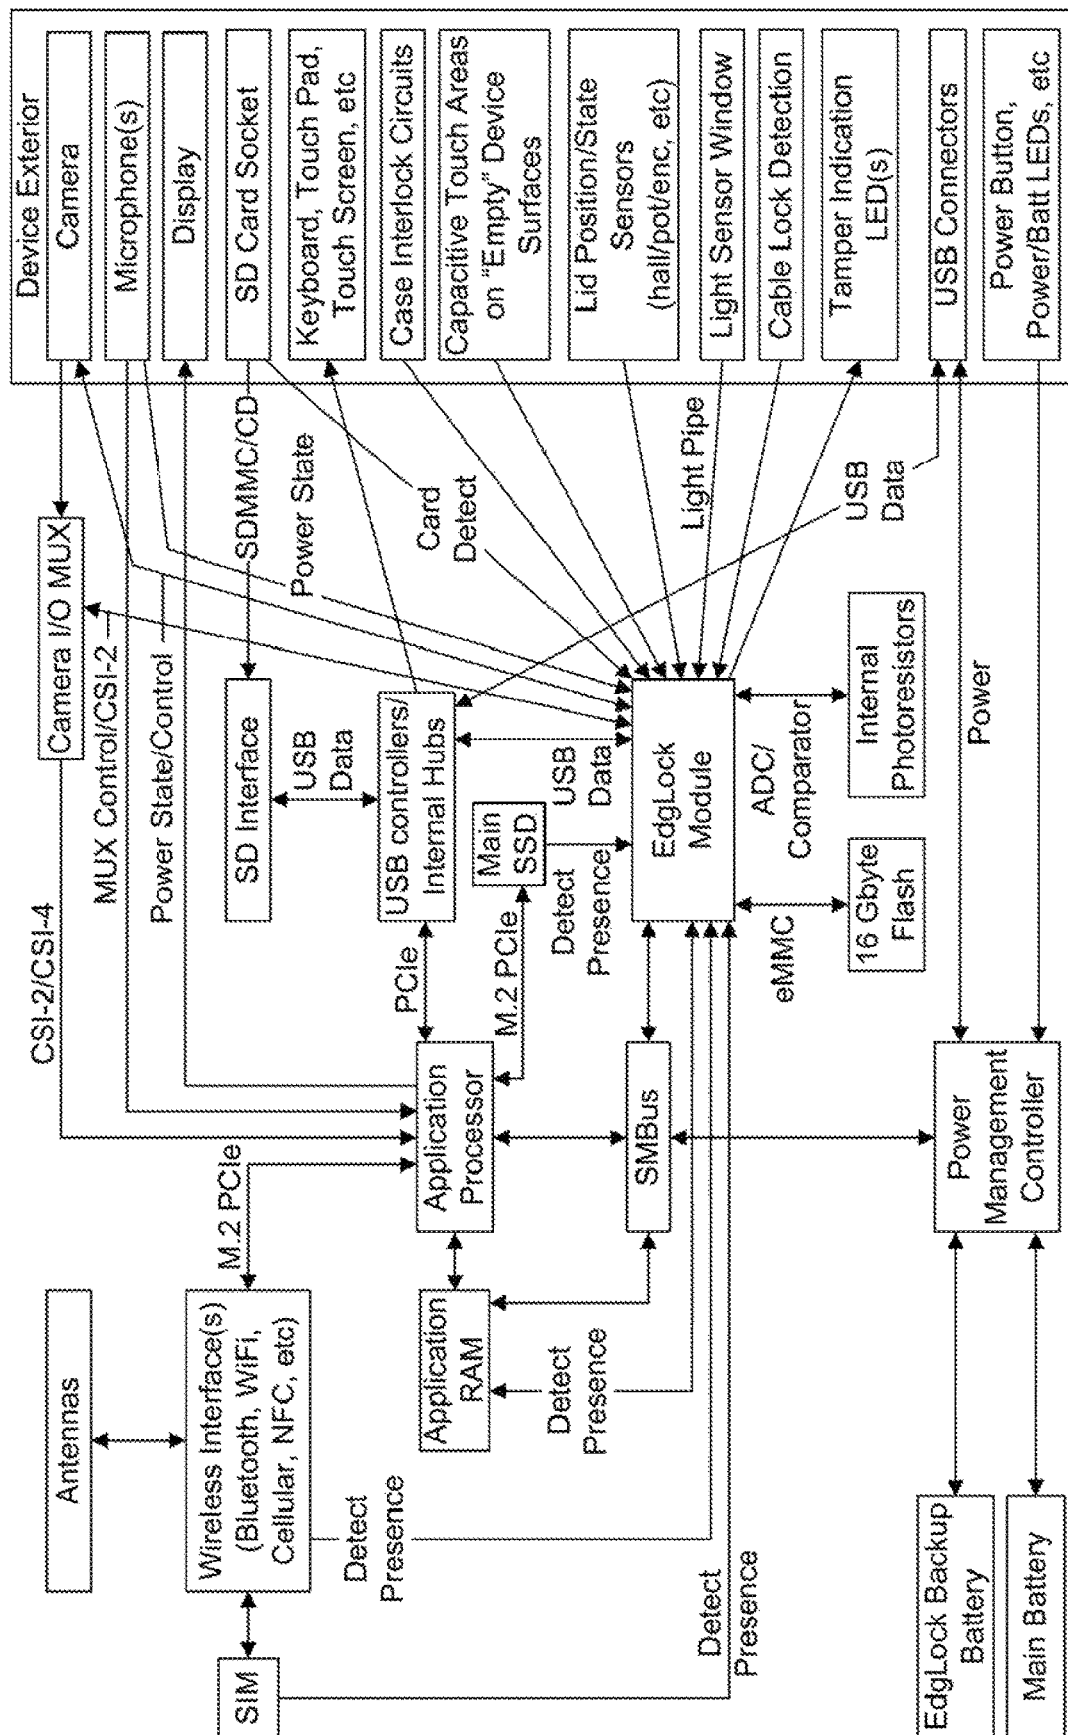 Device Exterior
Camera
Microphone(s)
Display
SD Card Socket
Keyboard, Touch Pad,
Touch Screen, etc
Case Interlock Circuits
Capacitive Touch Areas
on "Empty" Device
Surfaces
Lid Position/State
Sensors
(hall/pot/enc, etc)
Light Sensor Window
Cable Lock Detection
Tamper Indication
LED(s)
USB Connectors
Power Button,
Power/Batt LEDs, etc
SDMMC/CD
Power State
Card
Detect
Light Pipe
USB
Data
Camera I/O MUX
MUX Control/CSI-2
Power State/Control
CSI-2/CSI-4
SD Interface
USB
Data
USB controllers/
Internal Hubs
USB
Data
Main
SSD
Detect
Presence
EdgLock
Module
ADC/
Comparator
Internal
Photoresistors
Power
eMMC
16 Gbyte
Flash
PCIe
M.2 PCIe
Application
Processor
SMBus
Power
Management
Controller
M.2 PCIe
Antennas
Wireless Interface(s)
(Bluetooth, WiFi,
Cellular, NFC, etc)
Application
RAM
Detect
Presence
Detect
Presence
SIM
Detect
Presence
EdgLock Backup
Battery
Main Battery